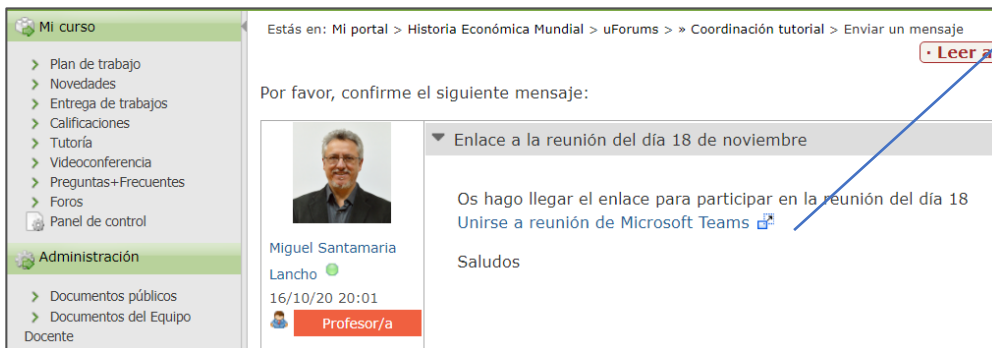 Mi curso
Plan de trabajo
Novedades
Entrega de trabajos
Calificaciones
Tutoría
Videoconferencia
Preguntas+Frecuentes
Foros
Panel de control
Administración
Documentos públicos
Documentos del Equipo
Docente
Estás en: Mi portal > Historia Económica Mundial > uForums > » Coordinación tutorial > Enviar un mensaje
· Leer a
Por favor, confirme el siguiente mensaje:
Miguel Santamaria
Lancho
16/10/20 20:01
Profesor/a
Enlace a la reunión del día 18 de noviembre
Os hago llegar el enlace para participar en la reunión del día 18
Unirse a reunión de Microsoft Teams
Saludos